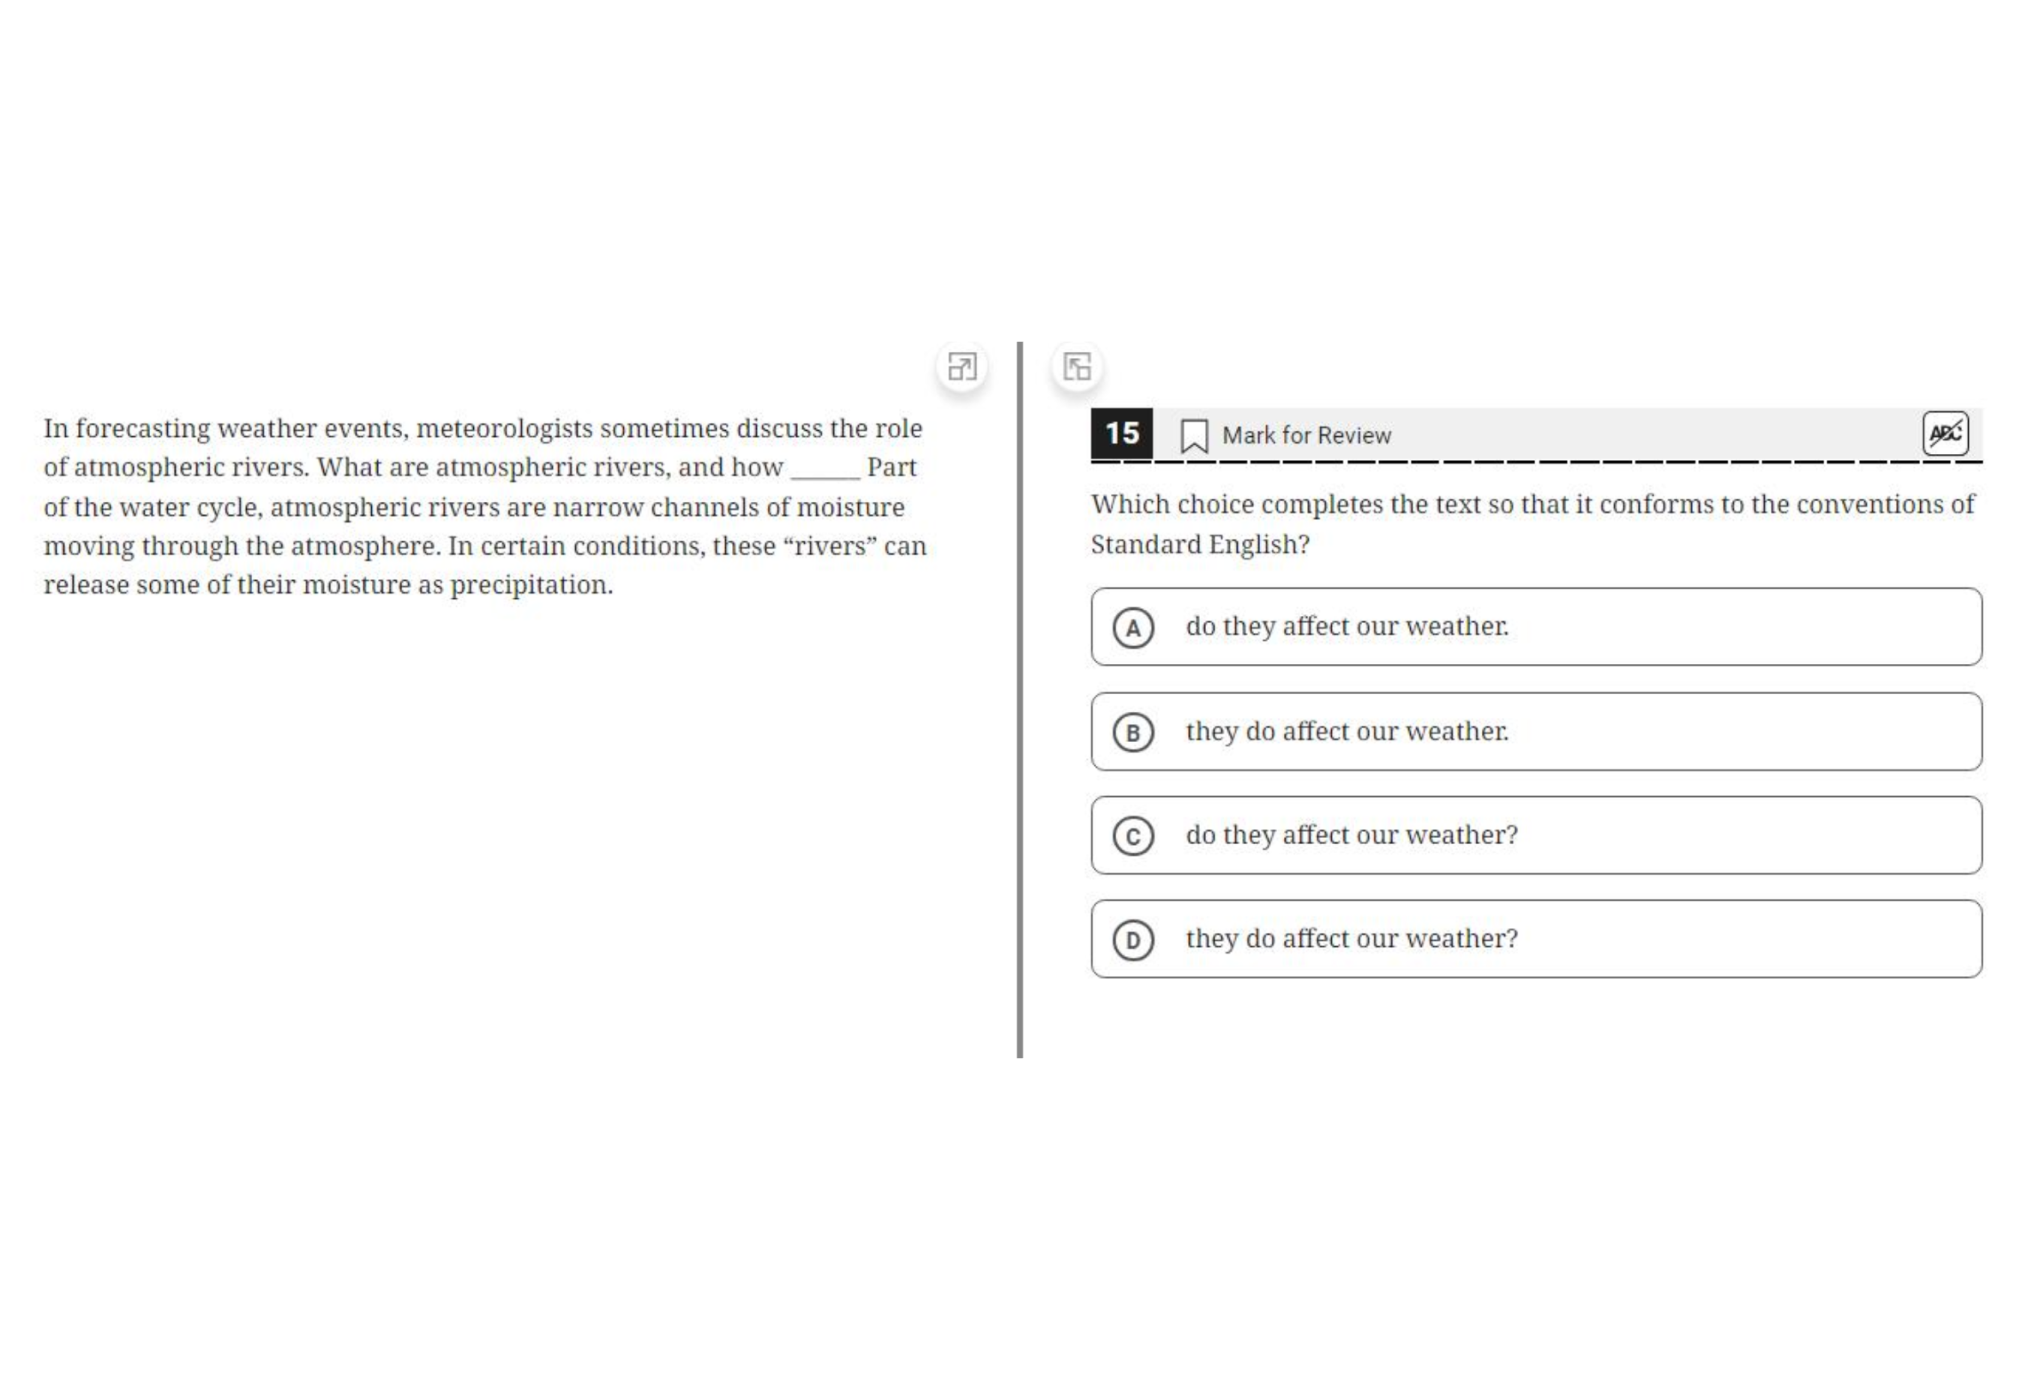 In forecasting weather events, meteorologists sometimes discuss the role
of atmospheric rivers. What are atmospheric rivers, and how ______ Part
of the water cycle, atmospheric rivers are narrow channels of moisture
moving through the atmosphere. In certain conditions, these “rivers” can
release some of their moisture as precipitation.
15 Mark for Review ABC
Which choice completes the text so that it conforms to the conventions of
Standard English?
A do they affect our weather.
B they do affect our weather.
C do they affect our weather?
D they do affect our weather?